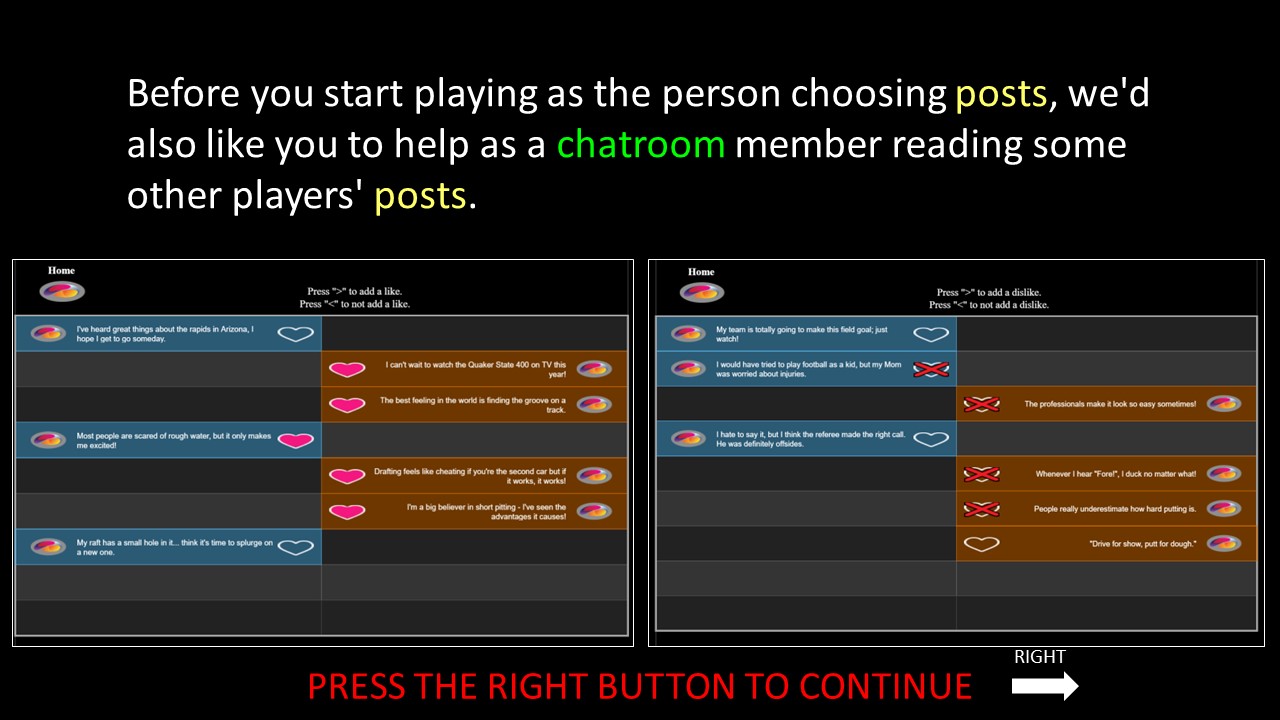 Before you start playing as the person choosing posts, we'd
also like you to help as a chatroom member reading some
other players' posts.
Home
Press ">" to add a like.
Press "<" to not add a like.
I've heard great things about the rapids in Arizona, I
hope I get to go someday.
I can't wait to watch the Quaker State 400 on TV this
year!
The best feeling in the world is finding the groove on a
track.
Most people are scared of rough water, but it only makes
me excited!
Drafting feels like cheating if you're the second car but if
it works, it works!
I'm a big believer in short pitting - I've seen the
advantages it causes!
My raft has a small hole in it... think it's time to splurge on
a new one.
Home
Press ">" to add a dislike.
Press "<" to not add a dislike.
My team is totally going to make this field goal; just
watch!
I would have tried to play football as a kid, but my Mom
was worried about injuries.
The professionals make it look so easy sometimes!
I hate to say it, but I think the referee made the right call.
He was definitely offsides.
Whenever I hear "Fore!", I duck no matter what!
People really underestimate how hard putting is.
"Drive for show, putt for dough."
RIGHT
PRESS THE RIGHT BUTTON TO CONTINUE